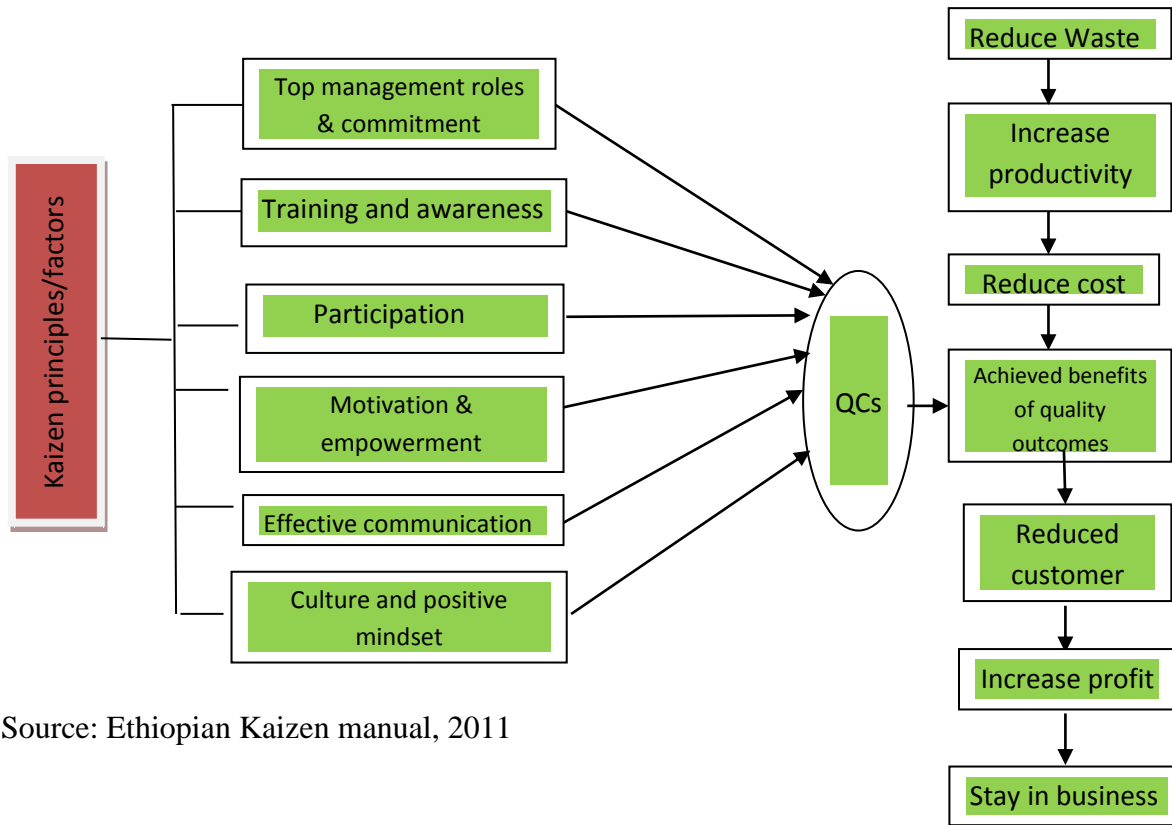 Kaizen principles/factors
Top management roles
& commitment
Training and awareness
Participation
Motivation &
empowerment
Effective communication
Culture and positive
mindset
QCs
Reduce Waste
Increase
productivity
Reduce cost
Achieved benefits
of quality
outcomes
Reduced
customer
Increase profit
Stay in business
Source: Ethiopian Kaizen manual, 2011